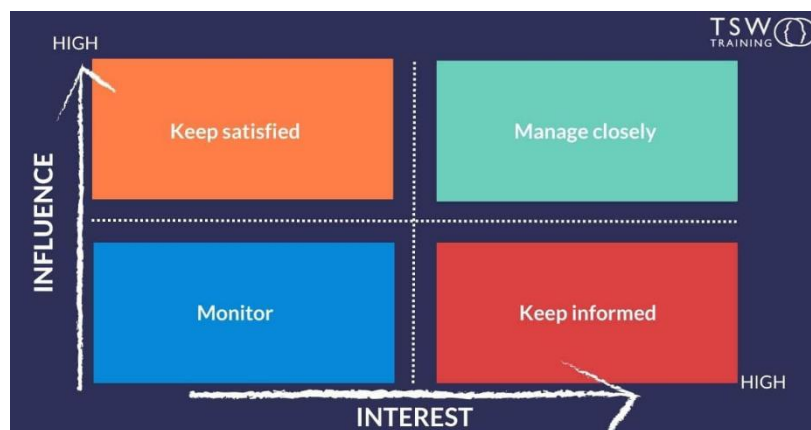 TSW
TRAINING
HIGH
Keep satisfied
Manage closely
INFLUENCE
Monitor
Keep informed
HIGH
INTEREST